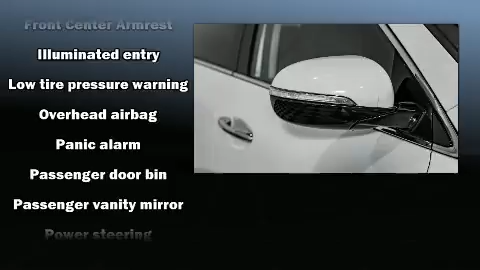 Front Center Armrest
Illuminated entry
Low tire pressure warning
Overhead airbag
Panic alarm
Passenger door bin
Passenger vanity mirror
Power steering